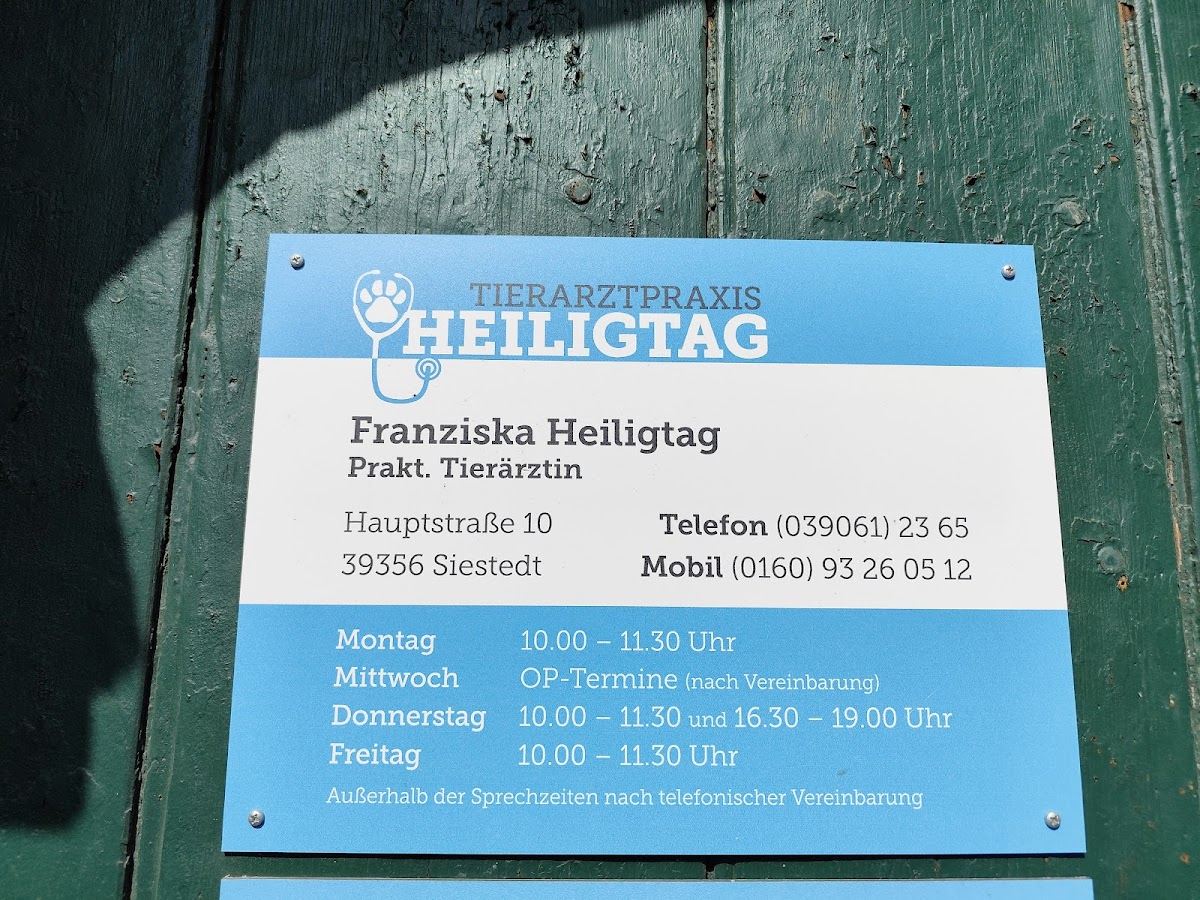 TIERARZTPRAXIS
HEILIGTAG
Franziska Heiligtag
Prakt. Tierärztin
Hauptstraße 10
39356 Siestedt
Telefon (039061) 23 65
Mobil (0160) 93 26 05 12
Montag 10.00 – 11.30 Uhr
Mittwoch OP-Termine (nach Vereinbarung)
Donnerstag 10.00 – 11.30 und 16.30 – 19.00 Uhr
Freitag 10.00 – 11.30 Uhr
Außerhalb der Sprechzeiten nach telefonischer Vereinbarung